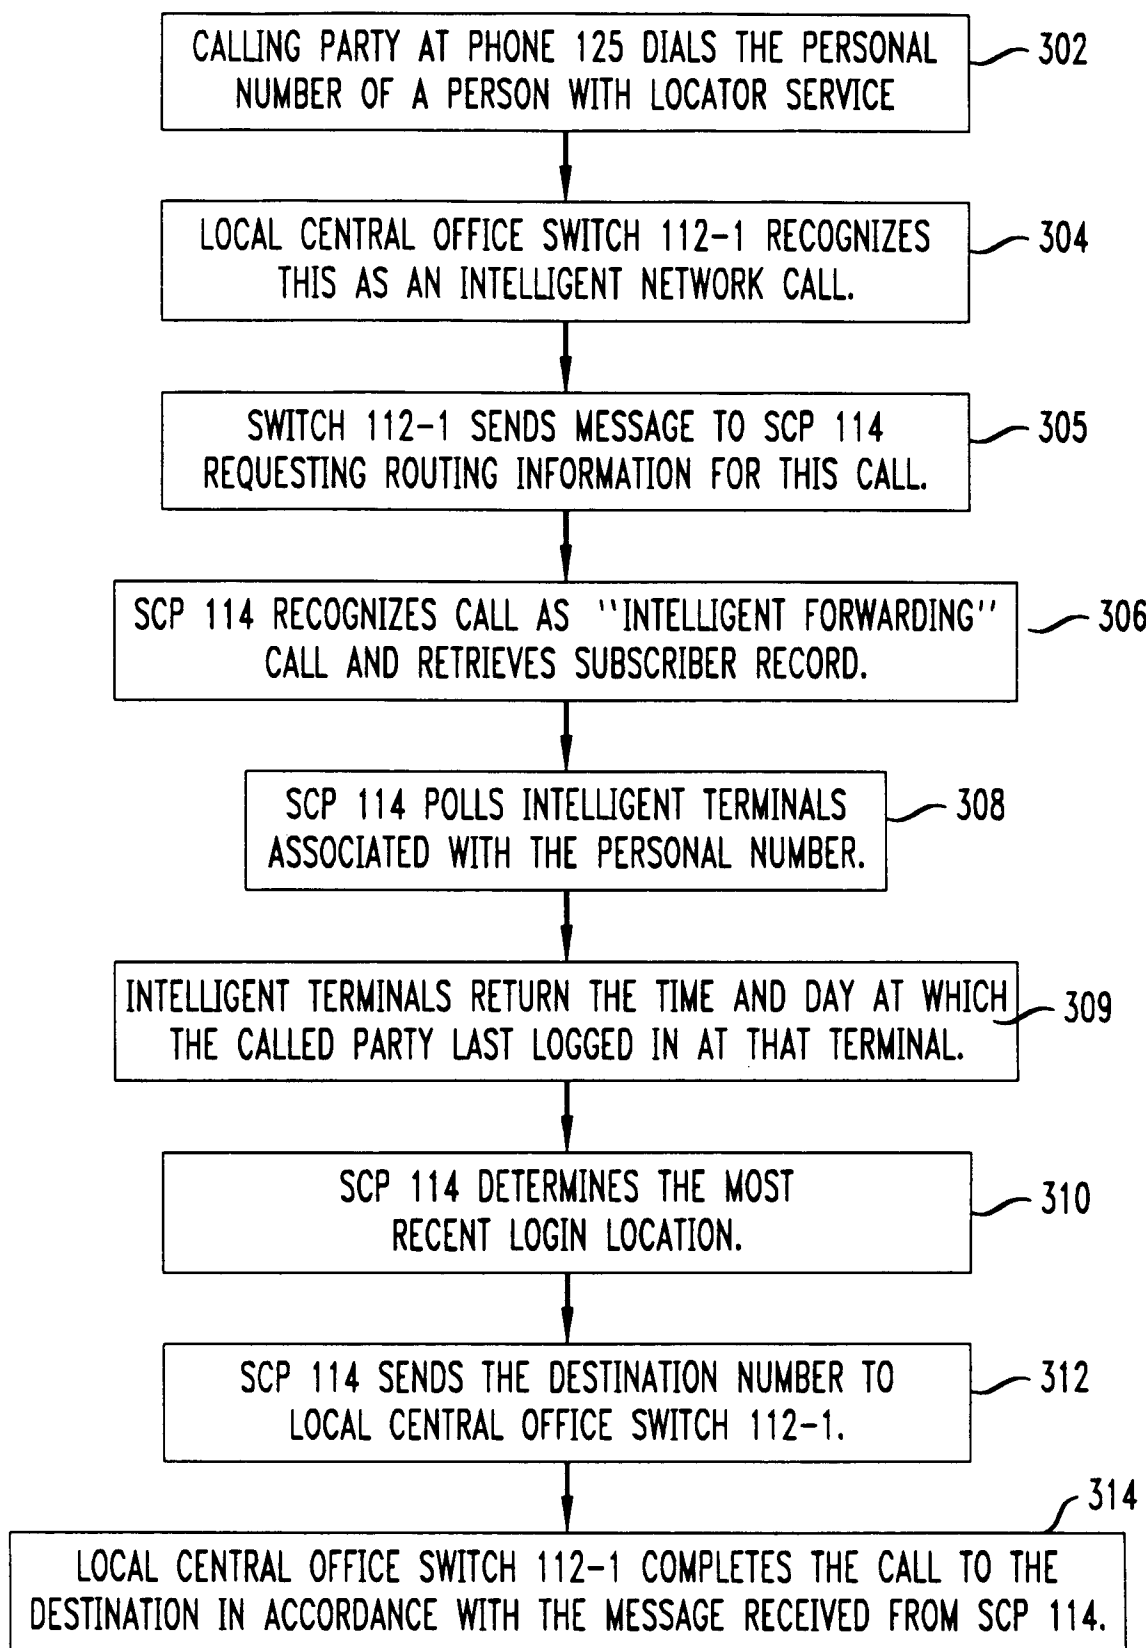 CALLING PARTY AT PHONE 125 DIALS THE PERSONAL
NUMBER OF A PERSON WITH LOCATOR SERVICE
302
LOCAL CENTRAL OFFICE SWITCH 112-1 RECOGNIZES
THIS AS AN INTELLIGENT NETWORK CALL.
304
SWITCH 112-1 SENDS MESSAGE TO SCP 114
REQUESTING ROUTING INFORMATION FOR THIS CALL.
305
SCP 114 RECOGNIZES CALL AS ''INTELLIGENT FORWARDING''
CALL AND RETRIEVES SUBSCRIBER RECORD.
306
SCP 114 POLLS INTELLIGENT TERMINALS
ASSOCIATED WITH THE PERSONAL NUMBER.
308
INTELLIGENT TERMINALS RETURN THE TIME AND DAY AT WHICH
THE CALLED PARTY LAST LOGGED IN AT THAT TERMINAL.
309
SCP 114 DETERMINES THE MOST
RECENT LOGIN LOCATION.
310
SCP 114 SENDS THE DESTINATION NUMBER TO
LOCAL CENTRAL OFFICE SWITCH 112-1.
312
314
LOCAL CENTRAL OFFICE SWITCH 112-1 COMPLETES THE CALL TO THE
DESTINATION IN ACCORDANCE WITH THE MESSAGE RECEIVED FROM SCP 114.